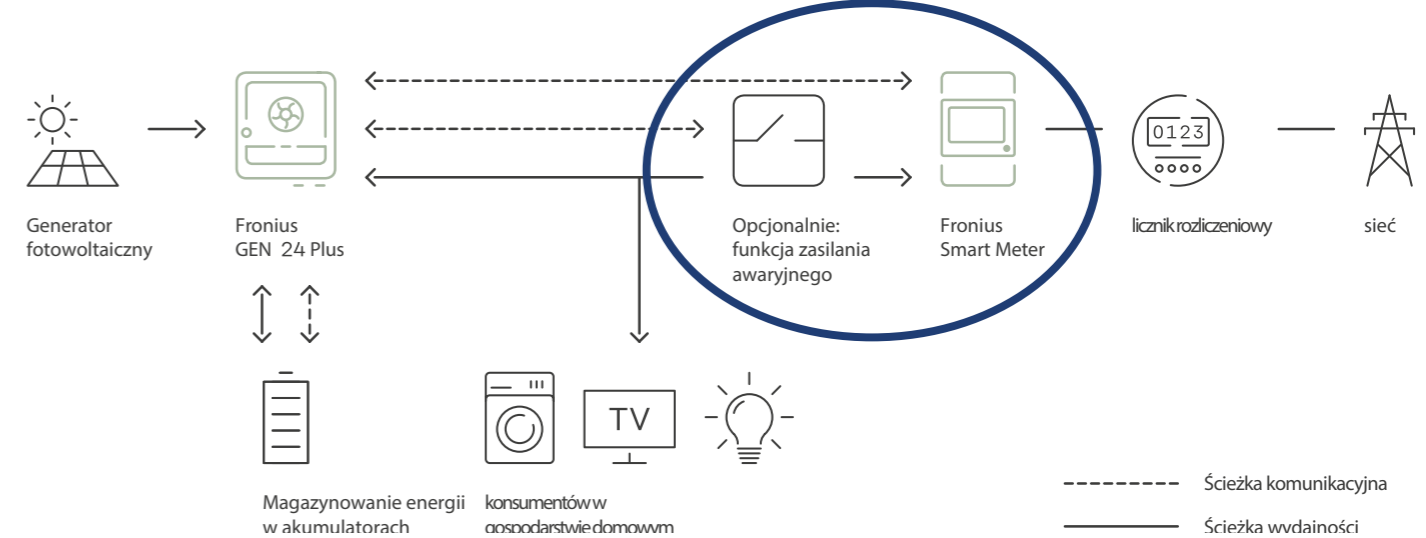 0123
Generator
fotowoltaiczny
Fronius
GEN 24 Plus
Opcjonalnie:
funkcja zasilania
awaryjnego
Fronius
Smart Meter
licznik rozliczeniowy
sieć
TV
Magazynowanie energii
w akumulatorach
konsumentów w
gospodarstwie domowym
Ścieżka komunikacyjna
Ścieżka wydajności